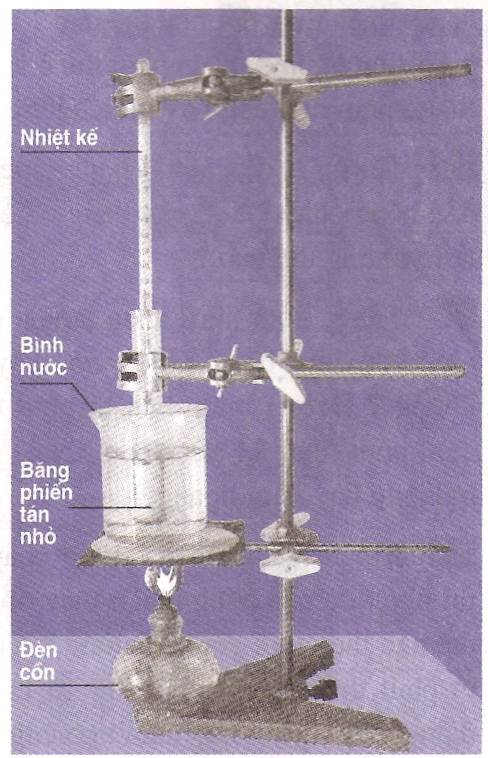 Nhiệt kế
Bình
nước
Băng
phiến
tán
nhỏ
Đèn
cồn